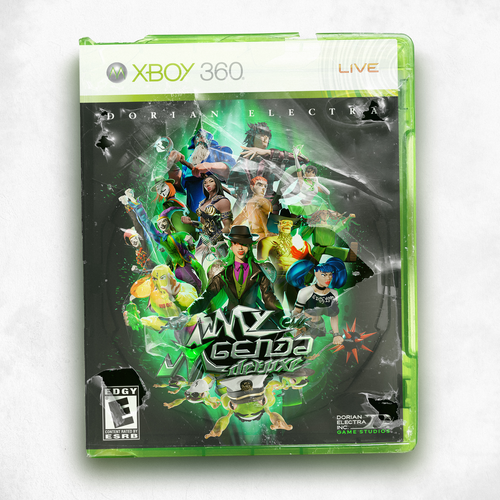 XBOY 360.
LIVE
DORIAN ELECTRA
MY
AGENDA
deluxe
EDGY
E
CONTENT RATED BY
ESRB
DORIAN
ELECTRA
INC
GAME STUDIOS